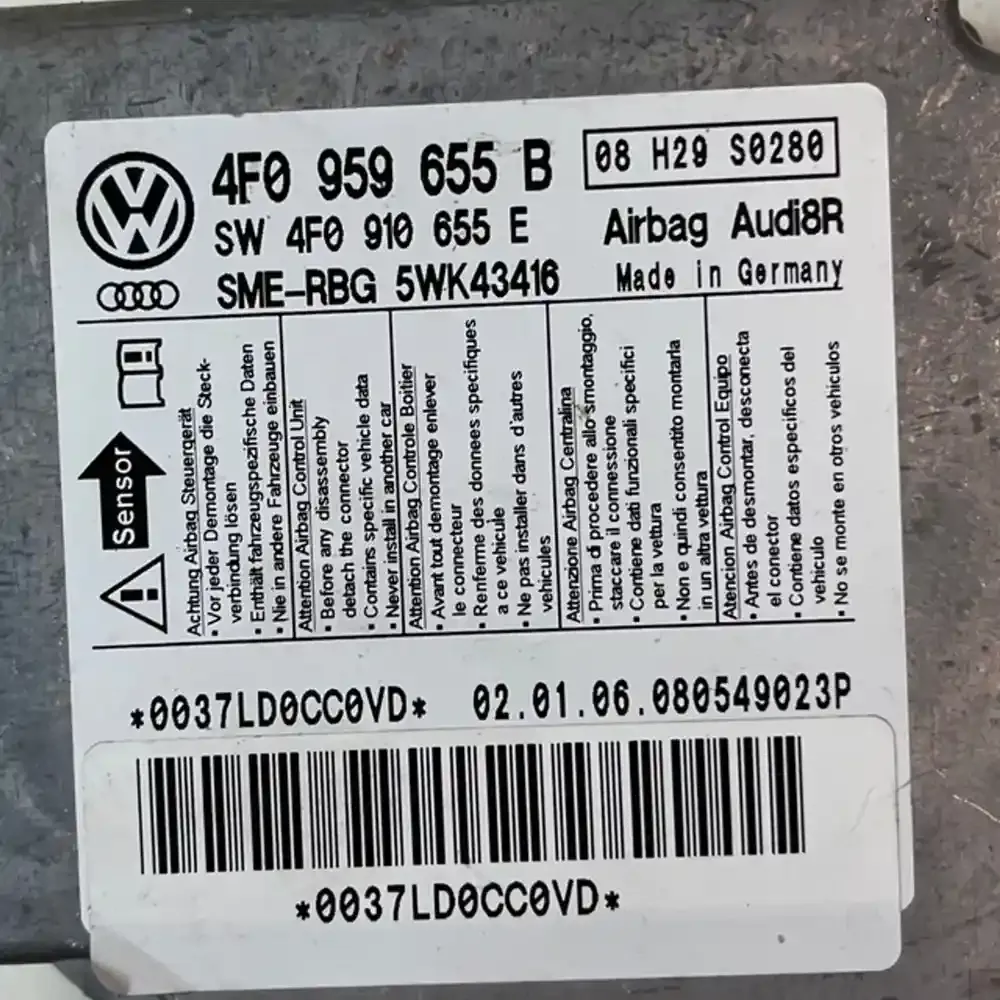 4F0 959 655 B
08 H29 S0280
SW 4F0 910 655 E
Airbag Audi8R
SME-RBG 5WK43416
Made in Germany
Sensor
Achtung Airbag Steuergerät
• Vor jeder Demontage die Steck-
verbindung lösen
• Enthält fahrzeugspezifische Daten
• Nie in andere Fahrzeuge einbauen
Attention Airbag Control Unit
• Before any disassembly
detach the connector
• Contains specific vehicle data
• Never install in another car
Attention Airbag Controle Boitier
• Avant tout demontage enlever
le connecteur
• Renferme des donnees specifiques
a ce vehicule
• Ne pas installer dans d'autres
vehicules
Attenzione Airbag Centralina
• Prima di procedere allo smontaggio,
staccare il connessione
• Contiene dati funzionali specifici
per la vettura
• Non e quindi consentito montarla
in un altra vettura
Atencion Airbag Control Equipo
• Antes de desmontar, desconecta
el conector
• Contiene datos especificos del
vehiculo
• No se monte en otros vehiculos
*0037LD0CC0VD*
02.01.06.080549023P
*0037LD0CC0VD*